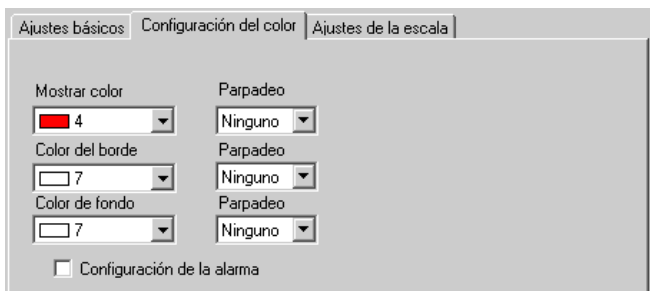 Ajustes básicos Configuración del color Ajustes de la escala
Mostrar color Parpadeo
4 Ninguno
Color del borde Parpadeo
7 Ninguno
Color de fondo Parpadeo
7 Ninguno
Configuración de la alarma